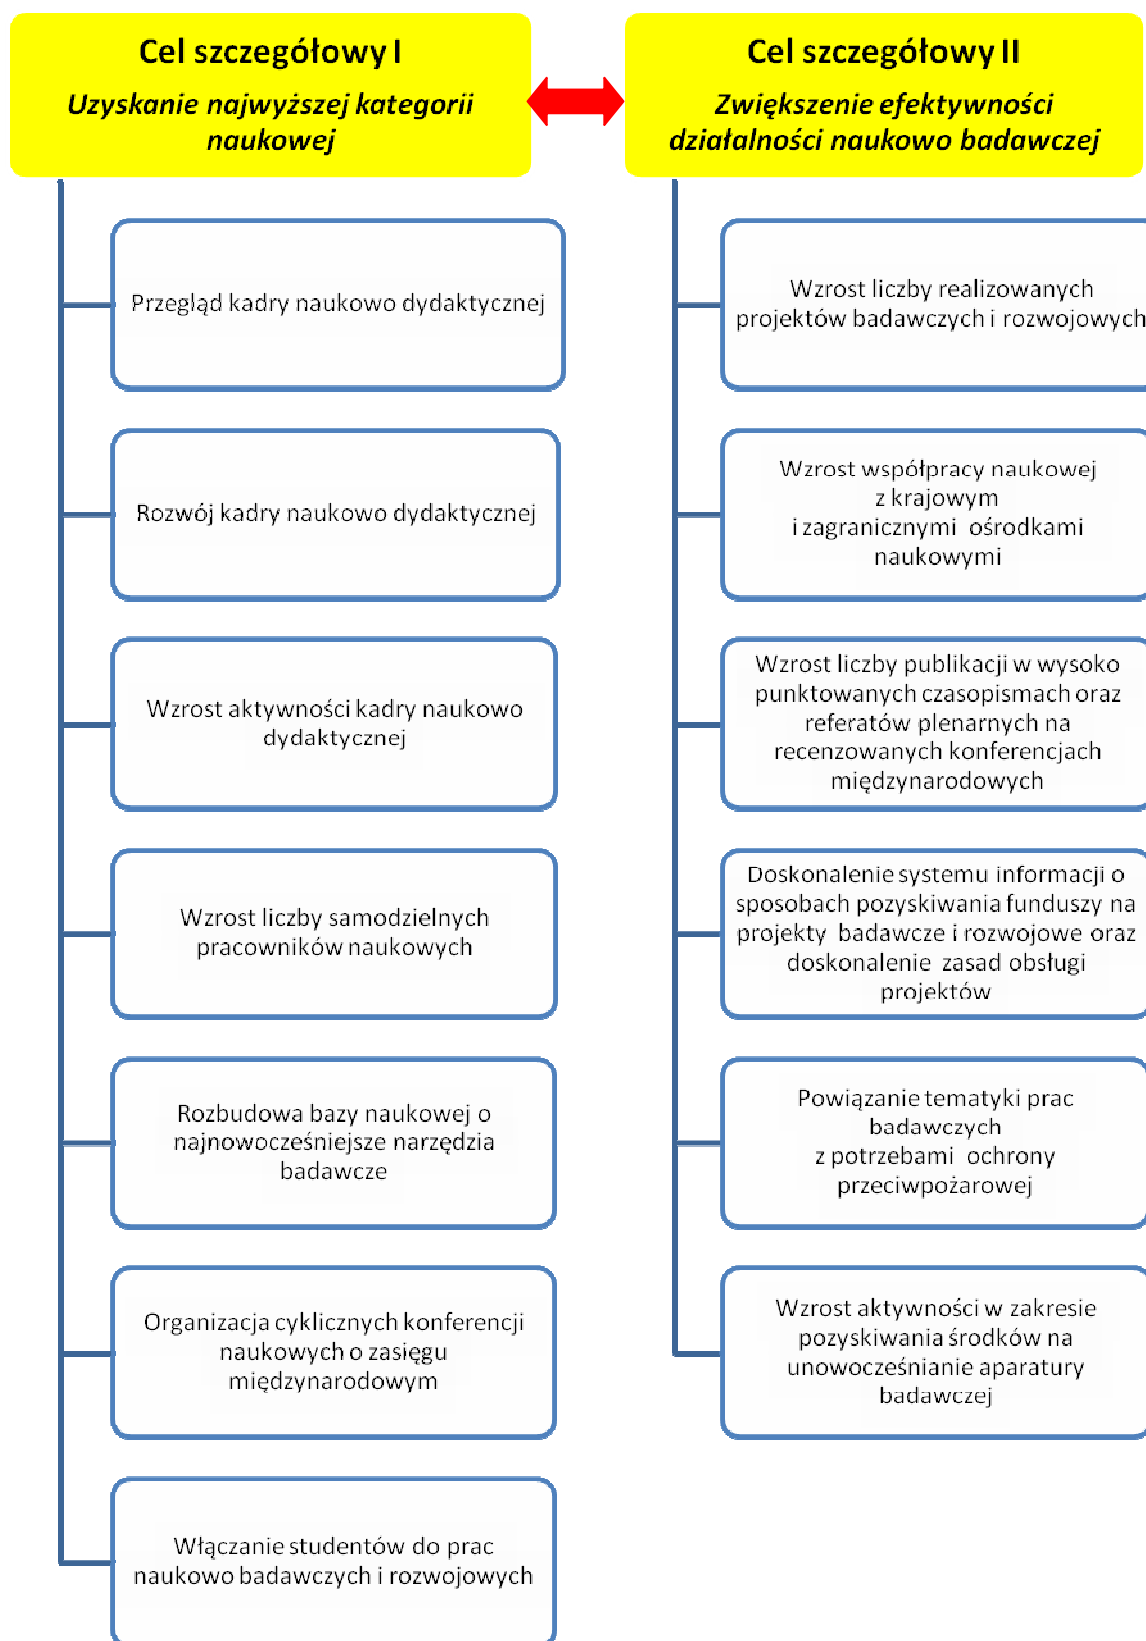 Cel szczegółowy I
Uzyskanie najwyższej kategorii
naukowej
Przegląd kadry naukowo dydaktycznej
Rozwój kadry naukowo dydaktycznej
Wzrost aktywności kadry naukowo
dydaktycznej
Wzrost liczby samodzielnych
pracowników naukowych
Rozbudowa bazy naukowej o
najnowocześniejsze narzędzia
badawcze
Organizacja cyklicznych konferencji
naukowych o zasięgu
międzynarodowym
Włączanie studentów do prac
naukowo badawczych i rozwojowych
Cel szczegółowy II
Zwiększenie efektywności
działalności naukowo badawczej
Wzrost liczby realizowanych
projektów badawczych i rozwojowych
Wzrost współpracy naukowej
z krajowym
i zagranicznymi ośrodkami
naukowymi
Wzrost liczby publikacji w wysoko
punktowanych czasopismach oraz
referatów plenarnych na
recenzowanych konferencjach
międzynarodowych
Doskonalenie systemu informacji o
sposobach pozyskiwania funduszy na
projekty badawcze i rozwojowe oraz
doskonalenie zasad obsługi
projektów
Powiązanie tematyki prac
badawczych
z potrzebami ochrony
przeciwpożarowej
Wzrost aktywności w zakresie
pozyskiwania środków na
unowocześnianie aparatury
badawczej